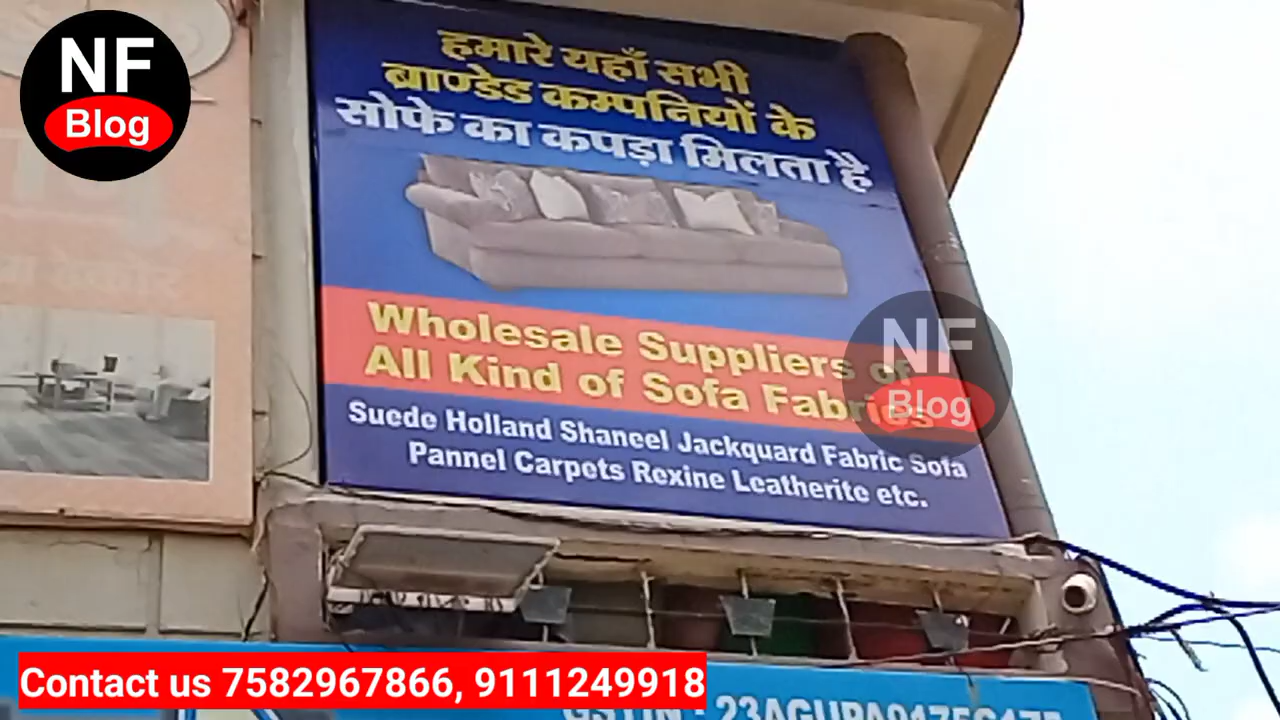 NF
Blog
हमारे यहाँ सभी
ब्राण्डेड कम्पनियों के
सोफे का कपड़ा मिलता है
Wholesale Suppliers of
All Kind of Sofa Fabrics
Suede Holland Shaneel Jackquard Fabric Sofa
Pannel Carpets Rexine Leatherite etc.
NF
Blog
Contact us 7582967866, 9111249918
GSTIN :